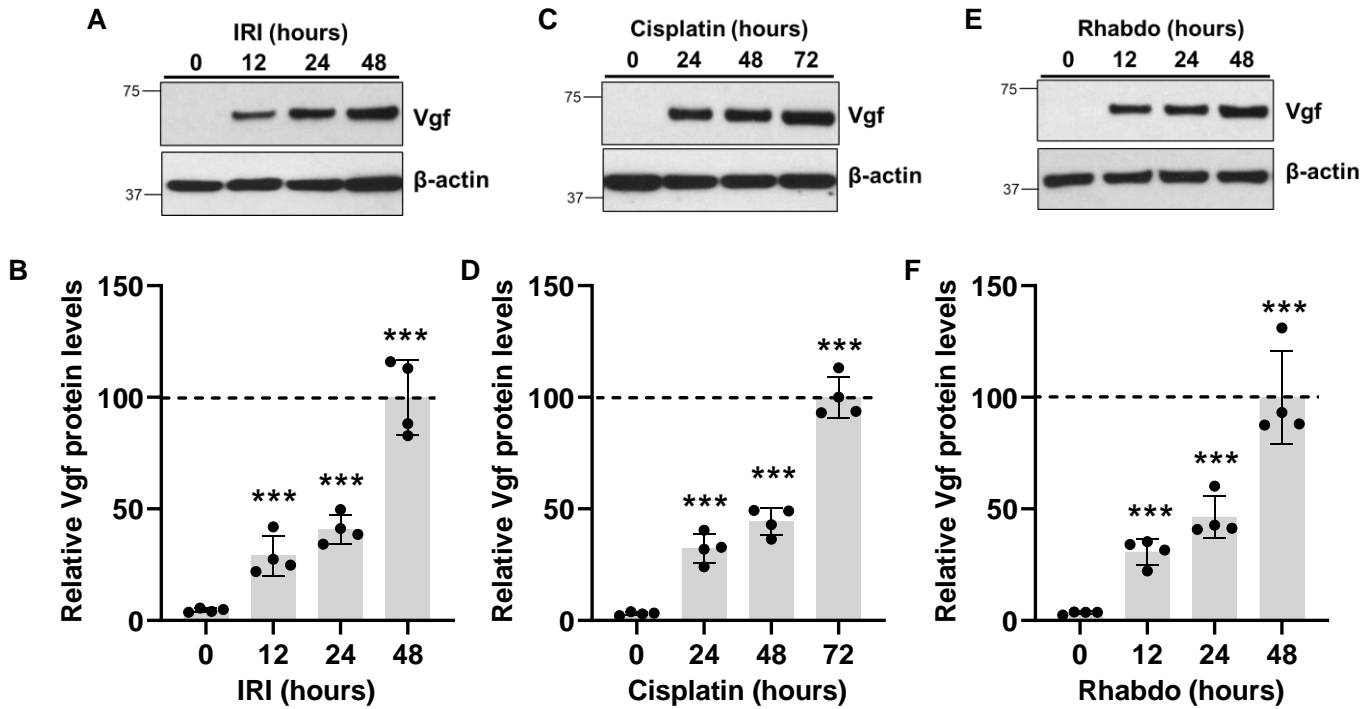 A
IRI (hours)
0 12 24 48
75
Vgf
37
β-actin
C
Cisplatin (hours)
0 24 48 72
75
Vgf
37
β-actin
E
Rhabdo (hours)
0 12 24 48
75
Vgf
37
β-actin
B
Relative Vgf protein levels
150
100
50
0
***
***
***
0 12 24 48
IRI (hours)
D
Relative Vgf protein levels
150
100
50
0
***
***
***
0 24 48 72
Cisplatin (hours)
F
Relative Vgf protein levels
150
100
50
0
***
***
***
0 12 24 48
Rhabdo (hours)